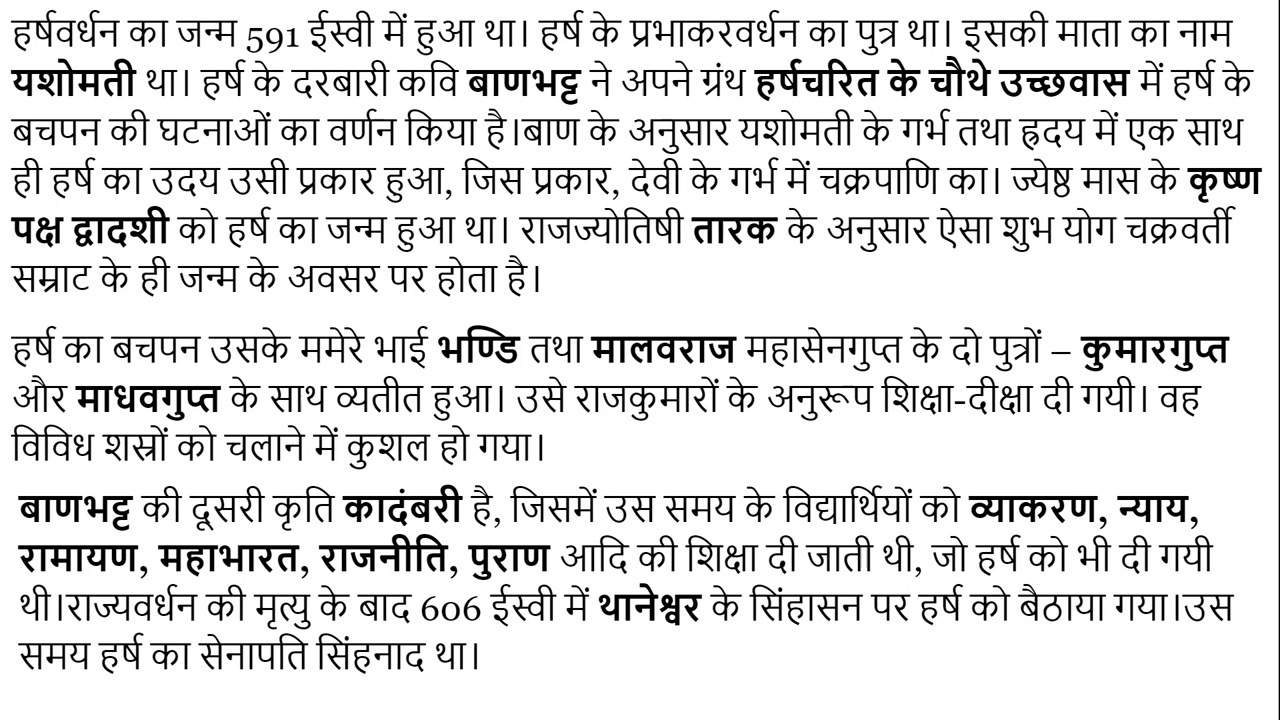 हर्षवर्धन का जन्म 591 ईस्वी में हुआ था। हर्ष के प्रभाकरवर्धन का पुत्र था। इसकी माता का नाम
यशोमती था। हर्ष के दरबारी कवि बाणभट्ट ने अपने ग्रंथ हर्षचरित के चौथे उच्छवास में हर्ष के
बचपन की घटनाओं का वर्णन किया है।बाण के अनुसार यशोमती के गर्भ तथा ह्रदय में एक साथ
ही हर्ष का उदय उसी प्रकार हुआ, जिस प्रकार, देवी के गर्भ में चक्रपाणि का। ज्येष्ठ मास के कृष्ण
पक्ष द्वादशी को हर्ष का जन्म हुआ था। राजज्योतिषी तारक के अनुसार ऐसा शुभ योग चक्रवर्ती
सम्राट के ही जन्म के अवसर पर होता है।
हर्ष का बचपन उसके ममेरे भाई भण्डि तथा मालवराज महासेनगुप्त के दो पुत्रों – कुमारगुप्त
और माधवगुप्त के साथ व्यतीत हुआ। उसे राजकुमारों के अनुरूप शिक्षा-दीक्षा दी गयी। वह
विविध शस्रों को चलाने में कुशल हो गया।
बाणभट्ट की दूसरी कृति कादंबरी है, जिसमें उस समय के विद्यार्थियों को व्याकरण, न्याय,
रामायण, महाभारत, राजनीति, पुराण आदि की शिक्षा दी जाती थी, जो हर्ष को भी दी गयी
थी।राज्यवर्धन की मृत्यु के बाद 606 ईस्वी में थानेश्वर के सिंहासन पर हर्ष को बैठाया गया।उस
समय हर्ष का सेनापति सिंहनाद था।